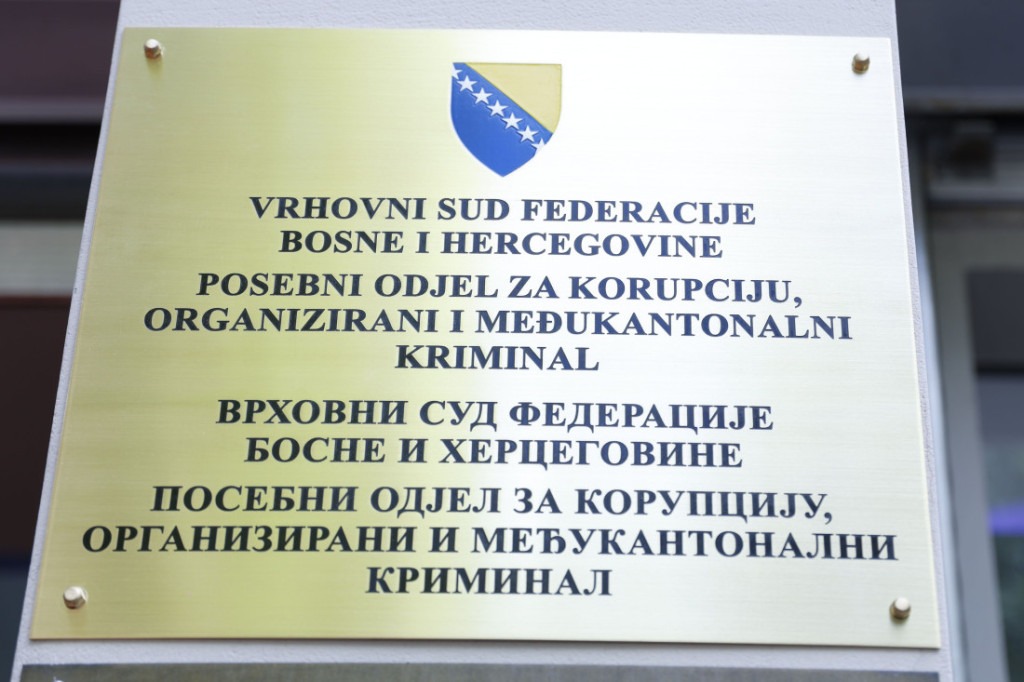 VRHOVNI SUD FEDERACIJE
BOSNE I HERCEGOVINE
POSEBNI ODJEL ZA KORUPCIJU,
ORGANIZIRANI I MEĐUKANTONALNI
KRIMINAL
ВРХОВНИ СУД ФЕДЕРАЦИЈЕ
БОСНЕ И ХЕРЦЕГОВИНЕ
ПОСЕБНИ ОДЈЕЛ ЗА КОРУПЦИЈУ,
ОРГАНИЗИРАНИ И МЕЂУКАНТОНАЛНИ
КРИМИНАЛ